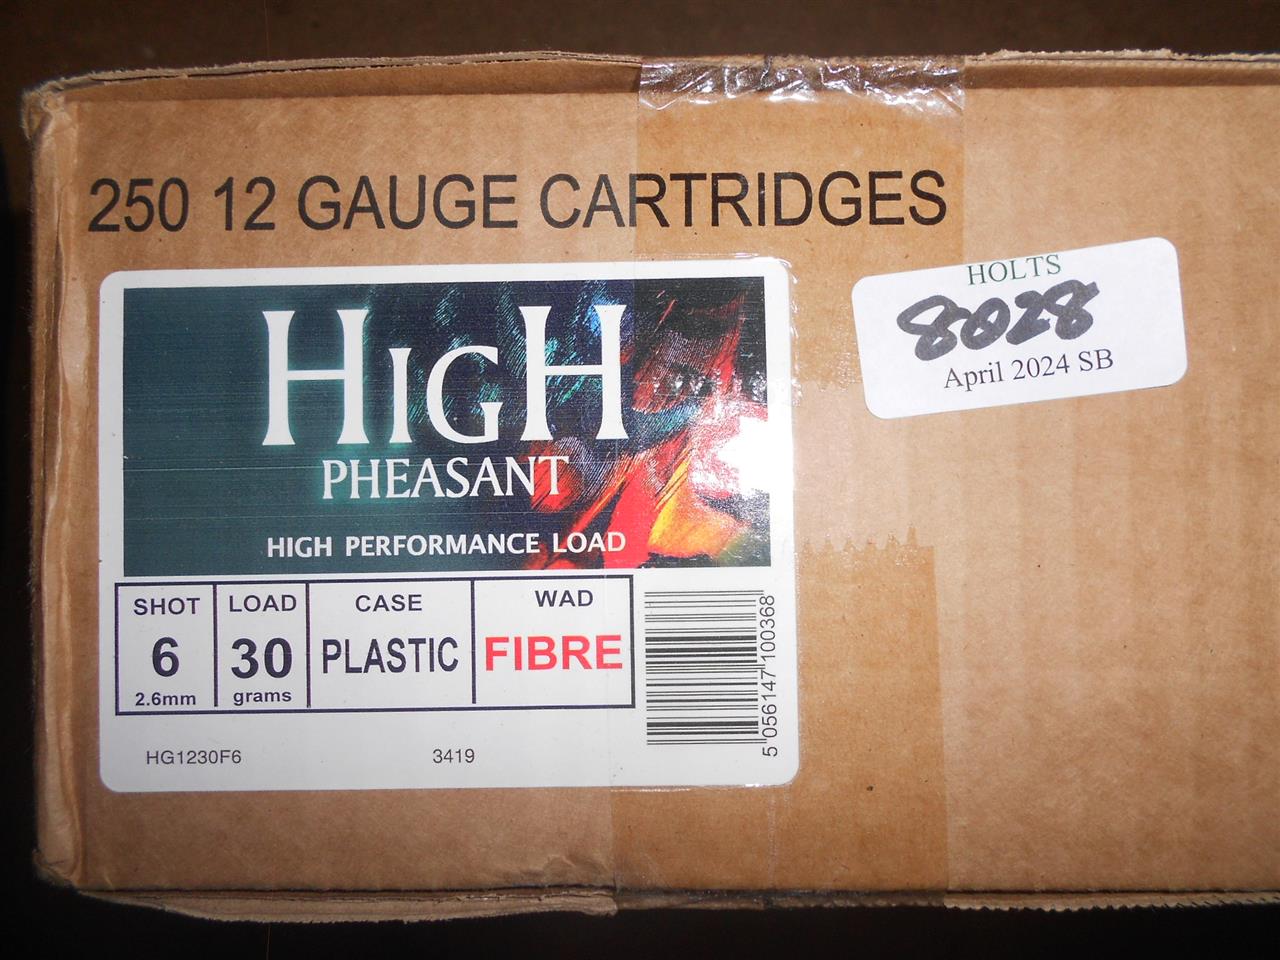 250 12 GAUGE CARTRIDGES
HOLTS
8028
April 2024 SB
HIGH
PHEASANT
HIGH PERFORMANCE LOAD
SHOT LOAD CASE WAD
6 30 PLASTIC FIBRE
2.6mm grams
HG1230F6 3419
5 056147 100368